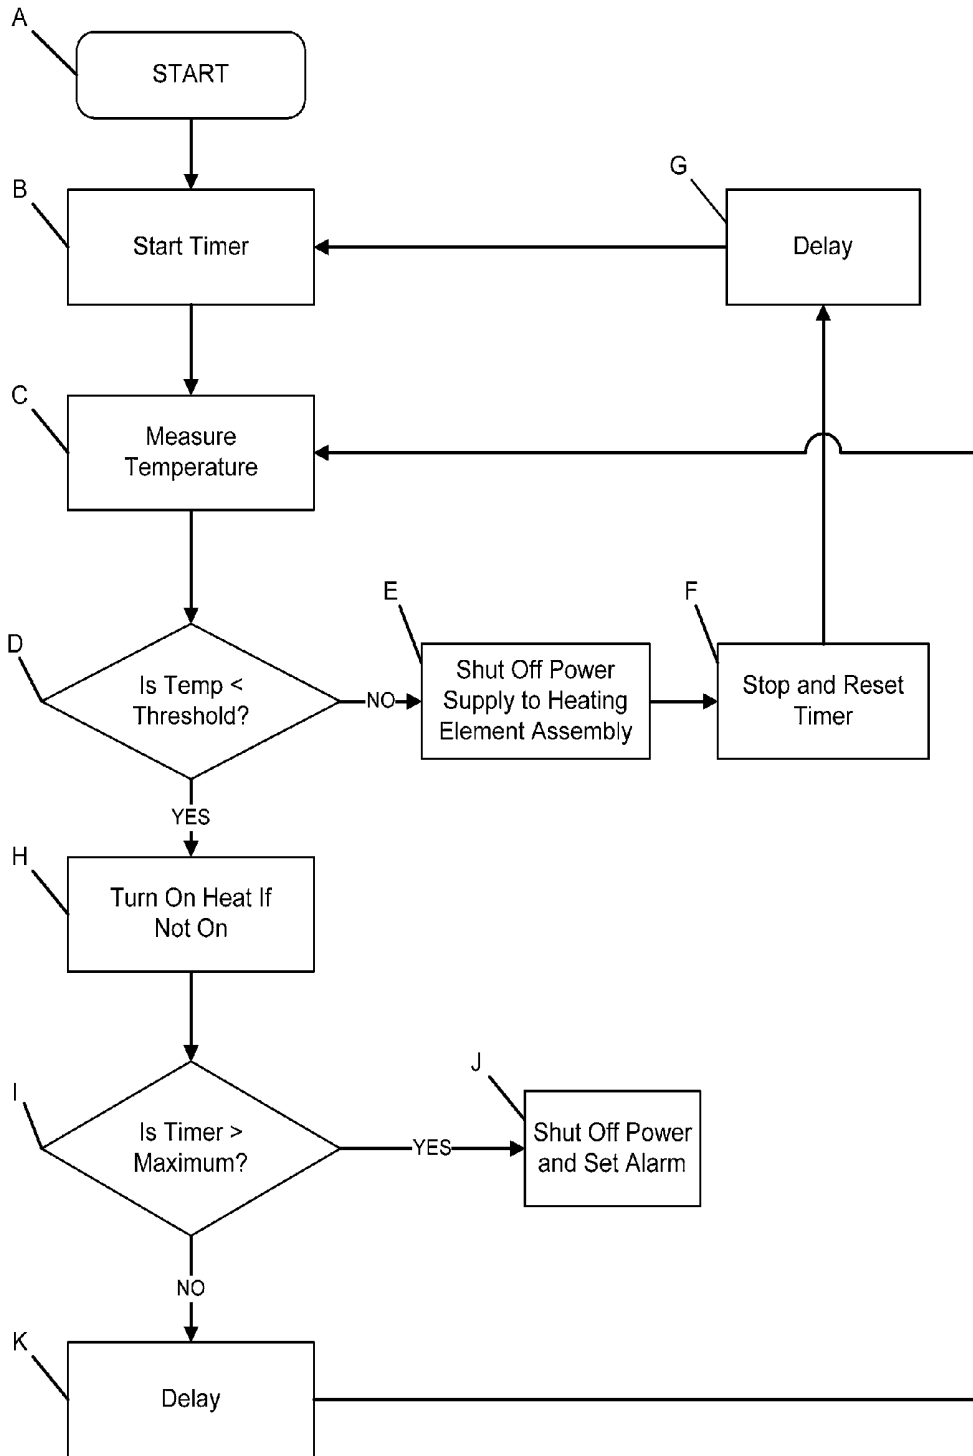 A
START
B
Start Timer
G
Delay
C
Measure
Temperature
D
Is Temp <
Threshold?
NO
E
Shut Off Power
Supply to Heating
Element Assembly
F
Stop and Reset
Timer
YES
H
Turn On Heat If
Not On
I
Is Timer >
Maximum?
YES
J
Shut Off Power
and Set Alarm
NO
K
Delay